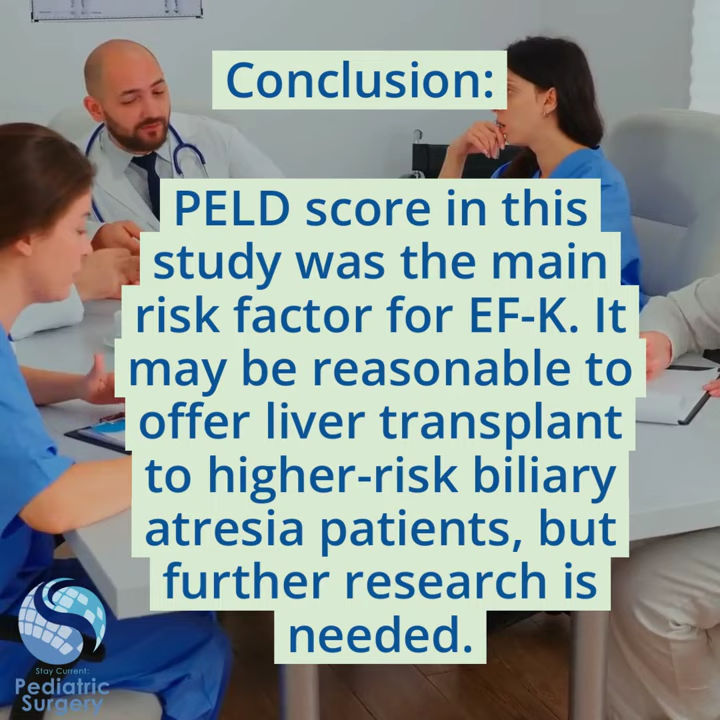 Conclusion:
PELD score in this
study was the main
risk factor for EF-K. It
may be reasonable to
offer liver transplant
to higher-risk biliary
atresia patients, but
further research is
needed.
Stay Current:
Pediatric
Surgery